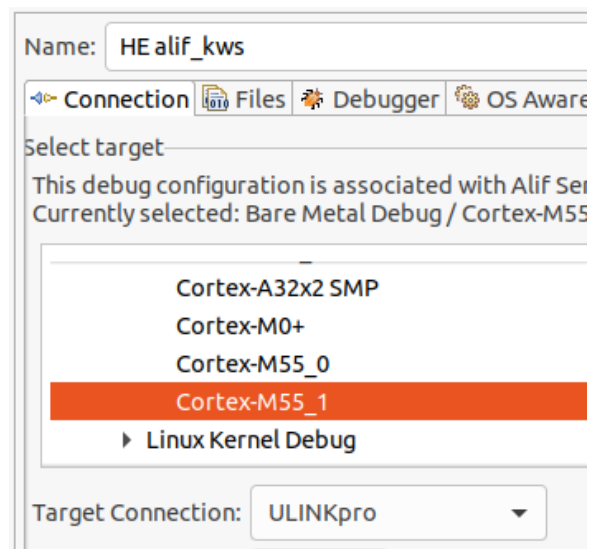 Name: HE alif_kws
Connection Files Debugger OS Aware
Select target
This debug configuration is associated with Alif Se
Currently selected: Bare Metal Debug / Cortex-M55
Cortex-A32x2 SMP
Cortex-M0+
Cortex-M55_0
Cortex-M55_1
Linux Kernel Debug
Target Connection: ULINKpro